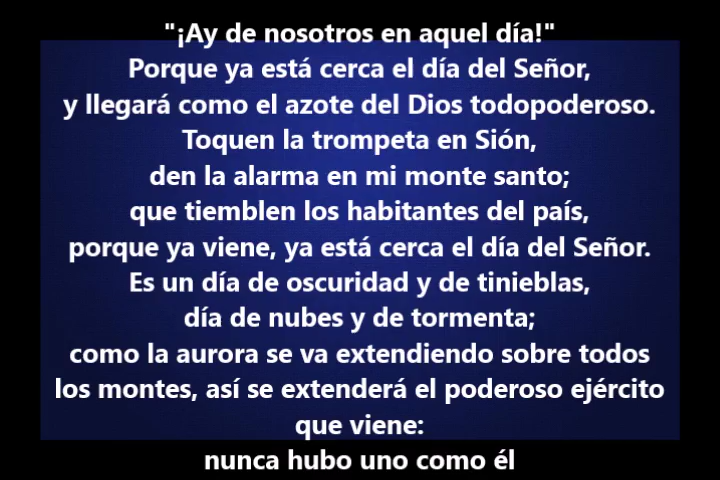 "¡Ay de nosotros en aquel día!"
Porque ya está cerca el día del Señor,
y llegará como el azote del Dios todopoderoso.
Toquen la trompeta en Sión,
den la alarma en mi monte santo;
que tiemblen los habitantes del país,
porque ya viene, ya está cerca el día del Señor.
Es un día de oscuridad y de tinieblas,
día de nubes y de tormenta;
como la aurora se va extendiendo sobre todos
los montes, así se extenderá el poderoso ejército
que viene:
nunca hubo uno como él